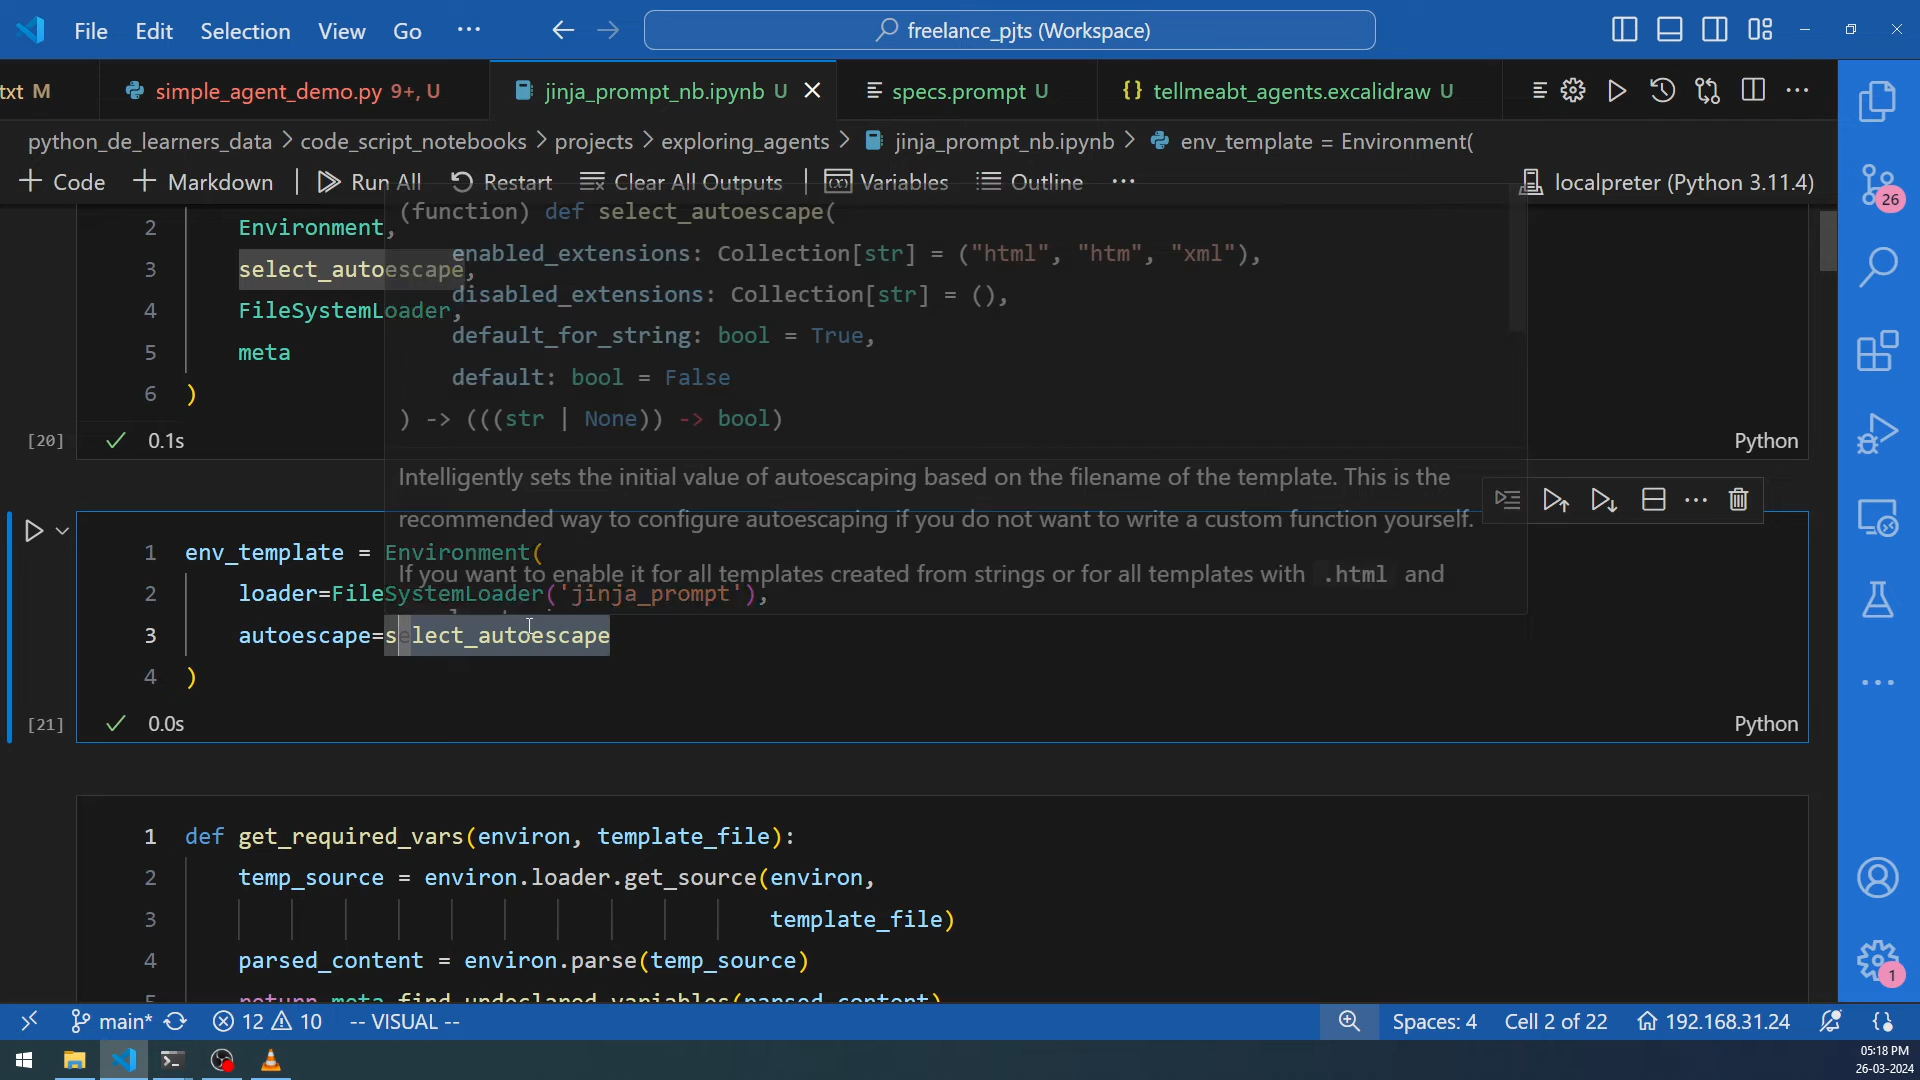 File Edit Selection View Go ···
freelance_pjts (Workspace)
txt M
simple_agent_demo.py 9+, U
jinja_prompt_nb.ipynb U
specs.prompt U
{} tellmeabt_agents.excalidraw U
python_de_learners_data > code_script_notebooks > projects > exploring_agents > jinja_prompt_nb.ipynb > env_template = Environment(
+ Code + Markdown | Run All Restart Clear All Outputs | Variables Outline ···
localpreter (Python 3.11.4)
26
2 Environment,
3 select_autoescape,
4 FileSystemLoader,
5 meta
6 )
(function) def select_autoescape(
enabled_extensions: Collection[str] = ("html", "htm", "xml"),
disabled_extensions: Collection[str] = (),
default_for_string: bool = True,
default: bool = False
) -> (((str | None)) -> bool)
[20] ✓ 0.1s
Python
Intelligently sets the initial value of autoescaping based on the filename of the template. This is the
recommended way to configure autoescaping if you do not want to write a custom function yourself.
If you want to enable it for all templates created from strings or for all templates with .html and
1 env_template = Environment(
2 loader=FileSystemLoader('jinja_prompt'),
3 autoescape=select_autoescape
4 )
[21] ✓ 0.0s
Python
1 def get_required_vars(environ, template_file):
2 temp_source = environ.loader.get_source(environ,
3 template_file)
4 parsed_content = environ.parse(temp_source)
5 return meta.find_undeclared_variables(parsed_content)
1
main* 12 10 -- VISUAL --
Spaces: 4 Cell 2 of 22 192.168.31.24
05:18 PM
26-03-2024